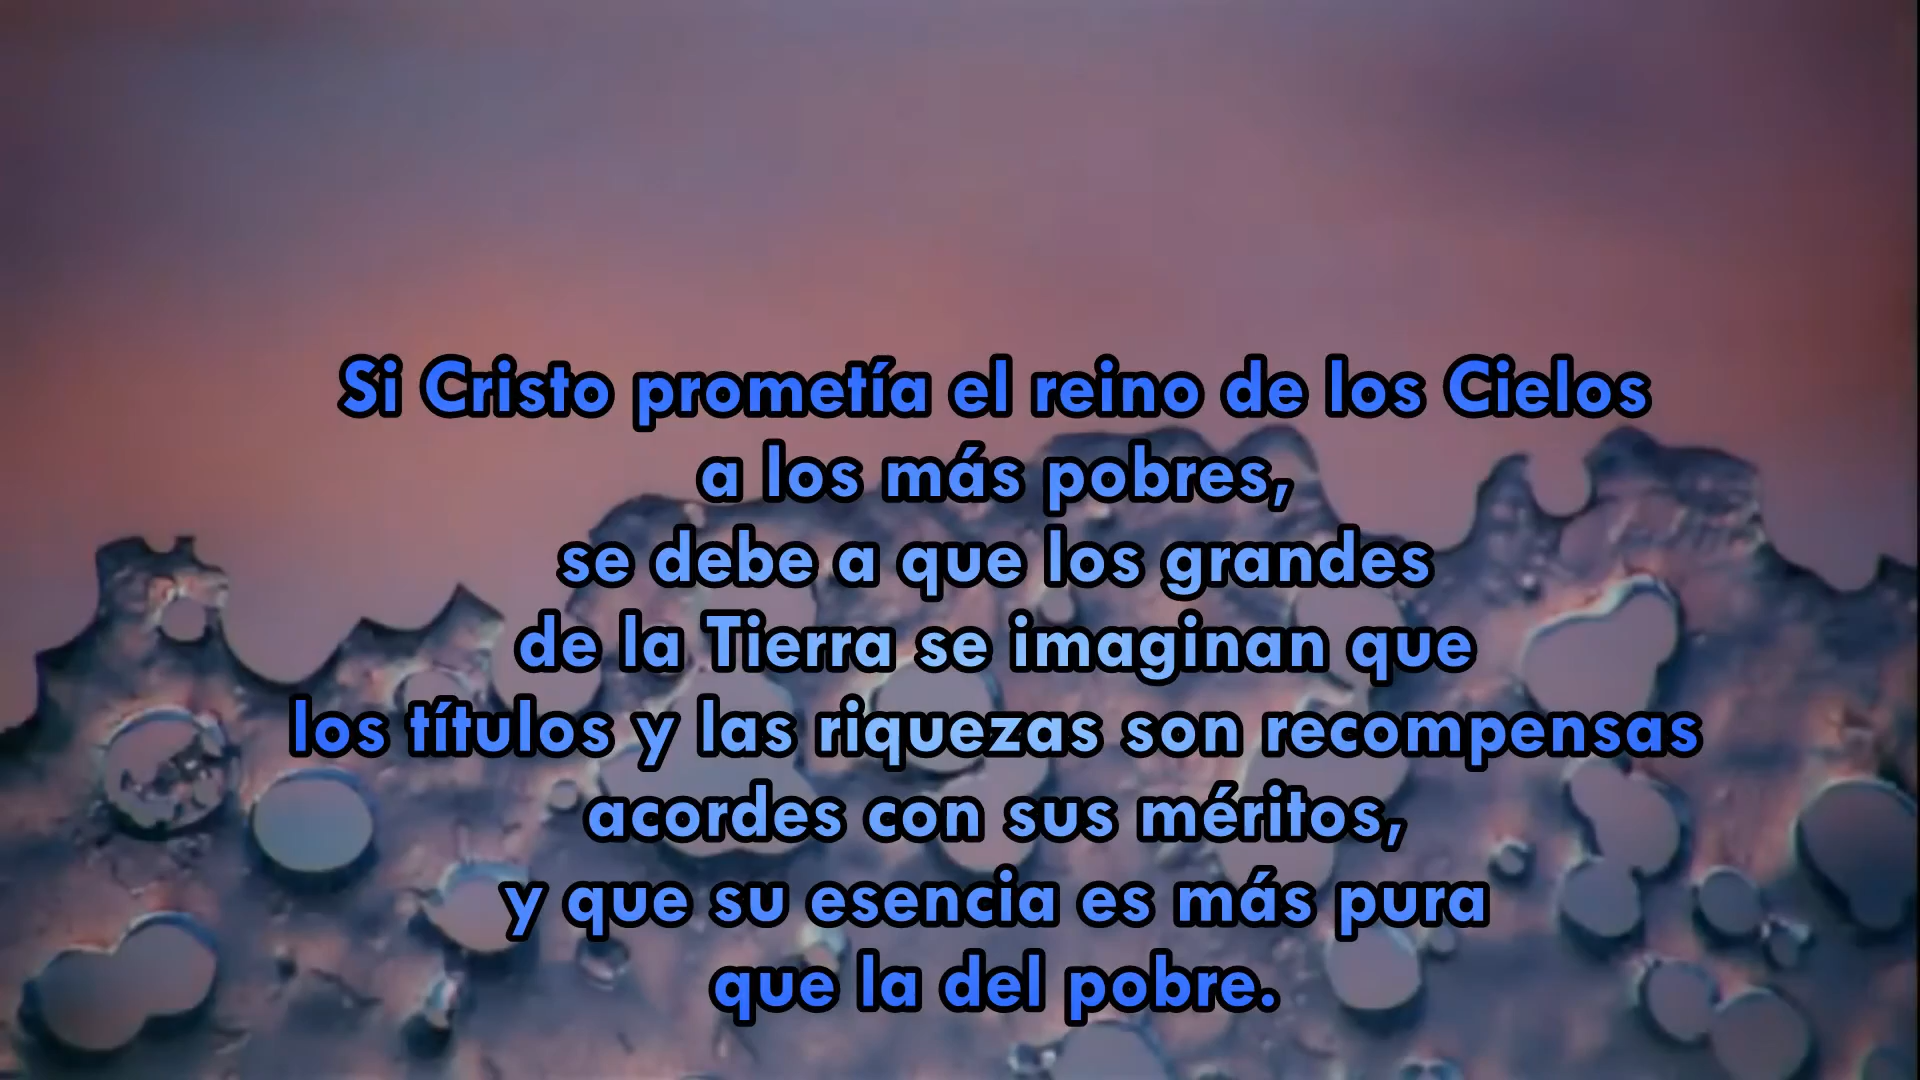 Si Cristo prometía el reino de los Cielos
a los más pobres,
se debe a que los grandes
de la Tierra se imaginan que
los títulos y las riquezas son recompensas
acordes con sus méritos,
y que su esencia es más pura
que la del pobre.